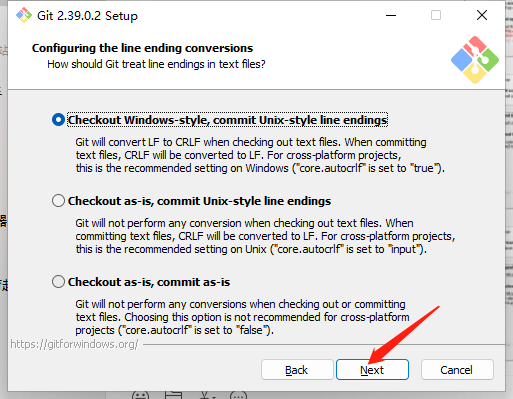 Git 2.39.0.2 Setup
Configuring the line ending conversions
How should Git treat line endings in text files?
Checkout Windows-style, commit Unix-style line endings
Git will convert LF to CRLF when checking out text files. When committing
text files, CRLF will be converted to LF. For cross-platform projects,
this is the recommended setting on Windows ("core.autocrlf" is set to "true").
Checkout as-is, commit Unix-style line endings
Git will not perform any conversion when checking out text files. When
committing text files, CRLF will be converted to LF. For cross-platform projects,
this is the recommended setting on Unix ("core.autocrlf" is set to "input").
Checkout as-is, commit as-is
Git will not perform any conversions when checking out or committing
text files. Choosing this option is not recommended for cross-platform
projects ("core.autocrlf" is set to "false").
https://gitforwindows.org/
Back
Next
Cancel